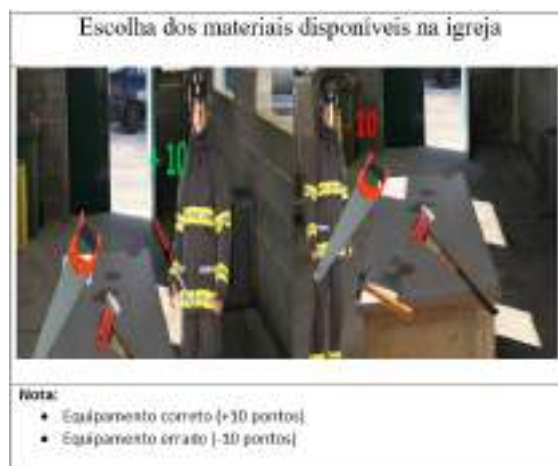 Escolha dos materiais disponíveis na igreja
+ 10
-10
Nota:
• Equipamento correto (+10 pontos)
• Equipamento errado (-10 pontos)